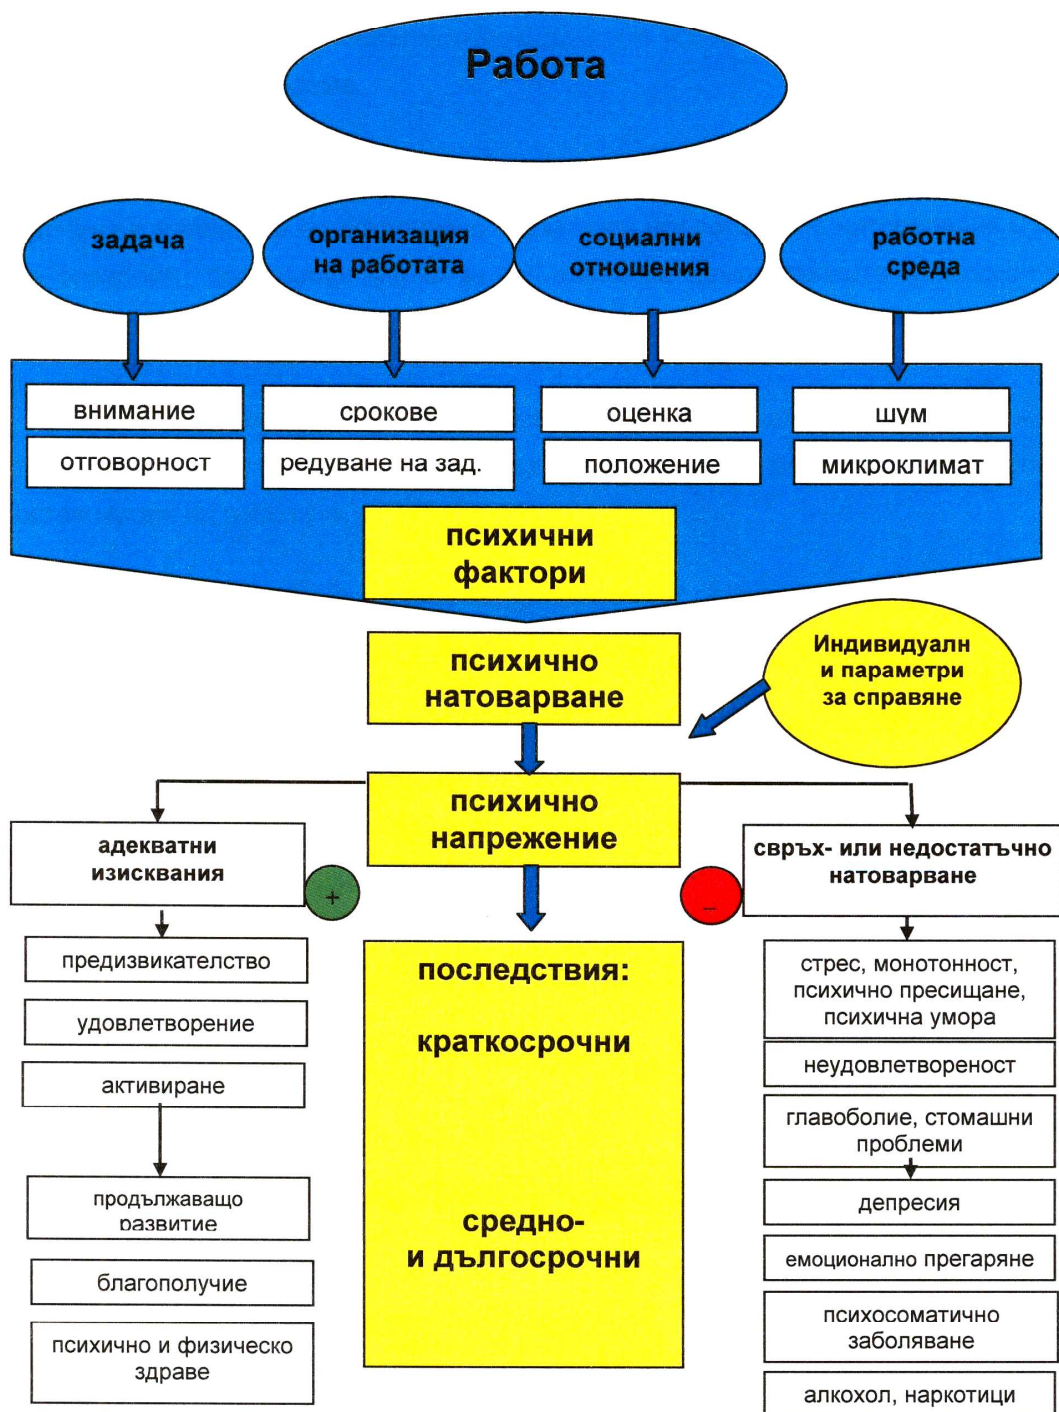 Работа
задача
организация
на работата
социални
отношения
работна
среда
внимание
срокове
оценка
шум
отговорност
редуване на зад.
положение
микроклимат
психични
фактори
психично
натоварване
Индивидуалн
и параметри
за справяне
психично
напрежение
адекватни
изисквания
+
свръх- или недостатъчно
натоварване
–
предизвикателство
удовлетворение
активиране
продължаващо
развитие
благополучие
психично и физическо
здраве
последствия:
краткосрочни
средно-
и дългосрочни
стрес, монотонност,
психично пресищане,
психична умора
неудовлетвореност
главоболие, стомашни
проблеми
депресия
емоционално прегаряне
психосоматично
заболяване
алкохол, наркотици